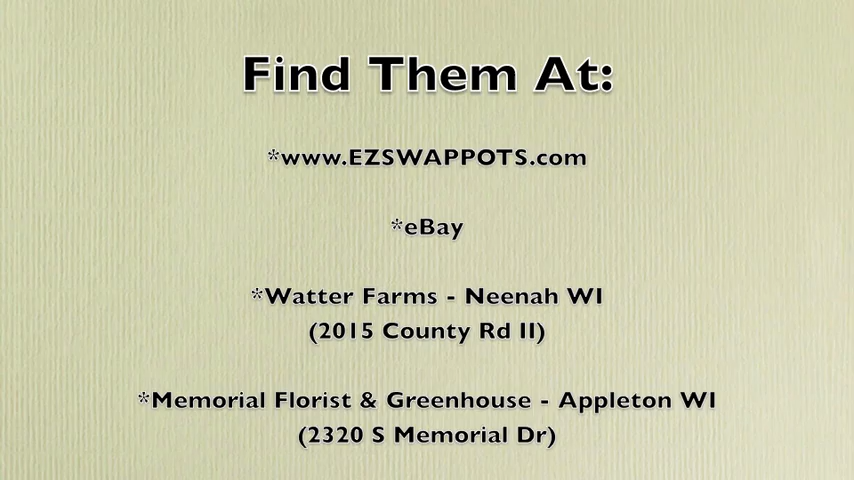 Find Them At:
*www.EZSWAPPOTS.com
*eBay
*Watter Farms - Neenah WI
(2015 County Rd II)
*Memorial Florist & Greenhouse - Appleton WI
(2320 S Memorial Dr)